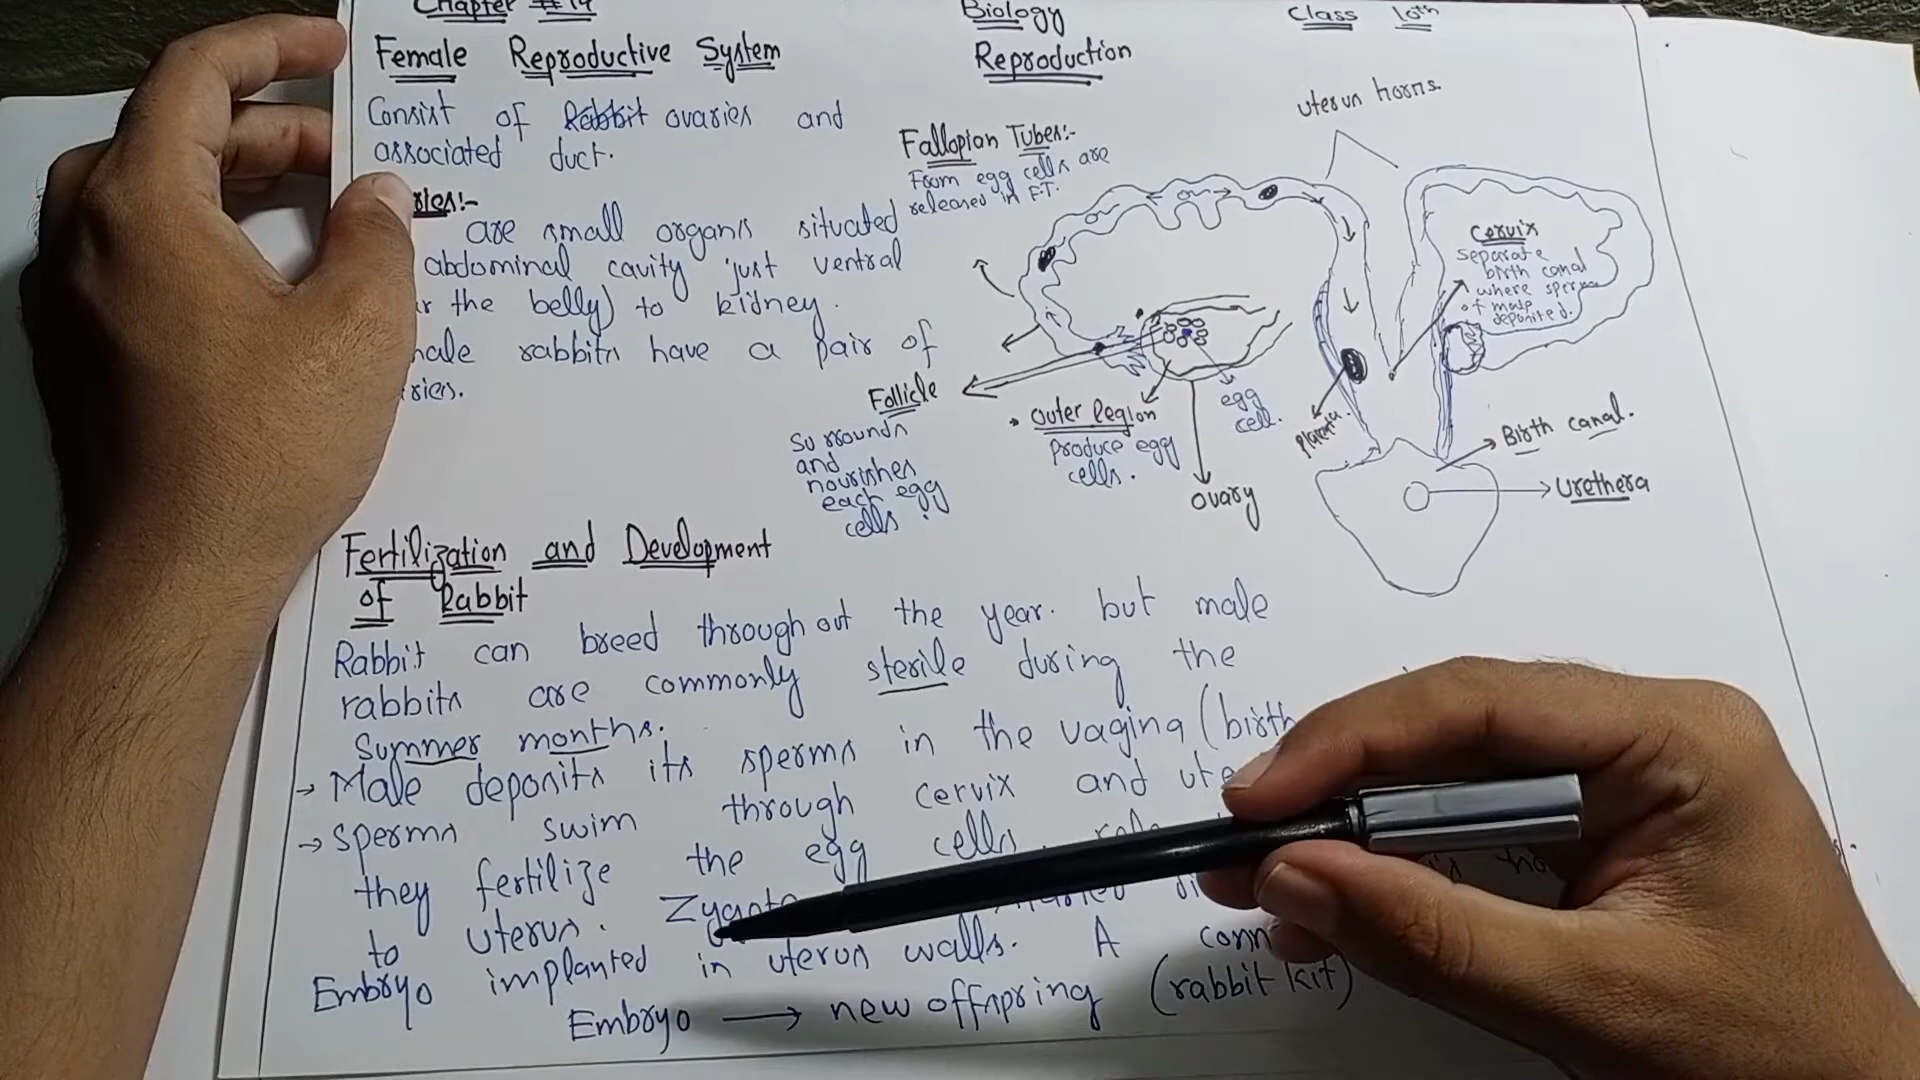 Chapter # 14
Biology
Class 10th
Female Reproductive System
Reproduction
Consist of Rabbit ovaries and
associated duct.
ries:-
are small organs situated
abdominal cavity just ventral
the belly) to kidney.
rabbits have a pair of
Fallopian Tubes:-
From egg cells are
released in F.T.
uterus horns.
Cervix
separate
birth canal
where sperms
of male
deposited.
Follicle
Surrounds
and
nourishes
each egg
cells.
Outer Region
Produce egg
cells.
egg
cell.
ovary
Placenta.
Birth canal.
Urethera
Fertilization and Development
of Rabbit
Rabbit can breed throughout the year. but male
rabbits are commonly sterile during the
Summer months.
→ Male deposits its sperms in the vagina (birth
→ Sperms swim through cervix and
they fertilize the egg cells.
to uterus.
Embryo implanted in uterus walls. A
Embryo → new offspring (rabbit kit)